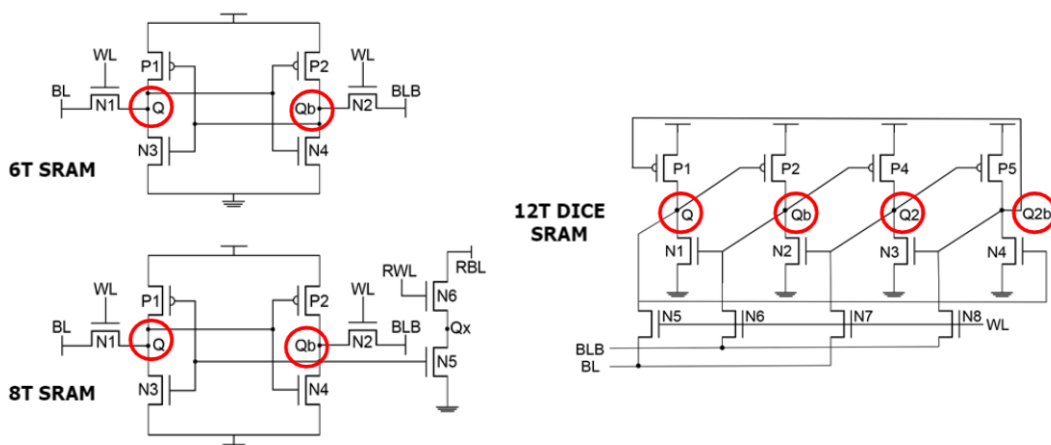 WL
P1
P2
WL
BL
N1
Q
Qb
N2
BLB
N3
N4
6T SRAM
WL
P1
P2
WL
RWL
RBL
N6
BL
N1
Q
Qb
N2
BLB
Qx
N5
N3
N4
8T SRAM
12T DICE
SRAM
P1
P2
P4
P5
Q
Qb
Q2
Q2b
N1
N2
N3
N4
N5
N6
N7
N8
WL
BLB
BL